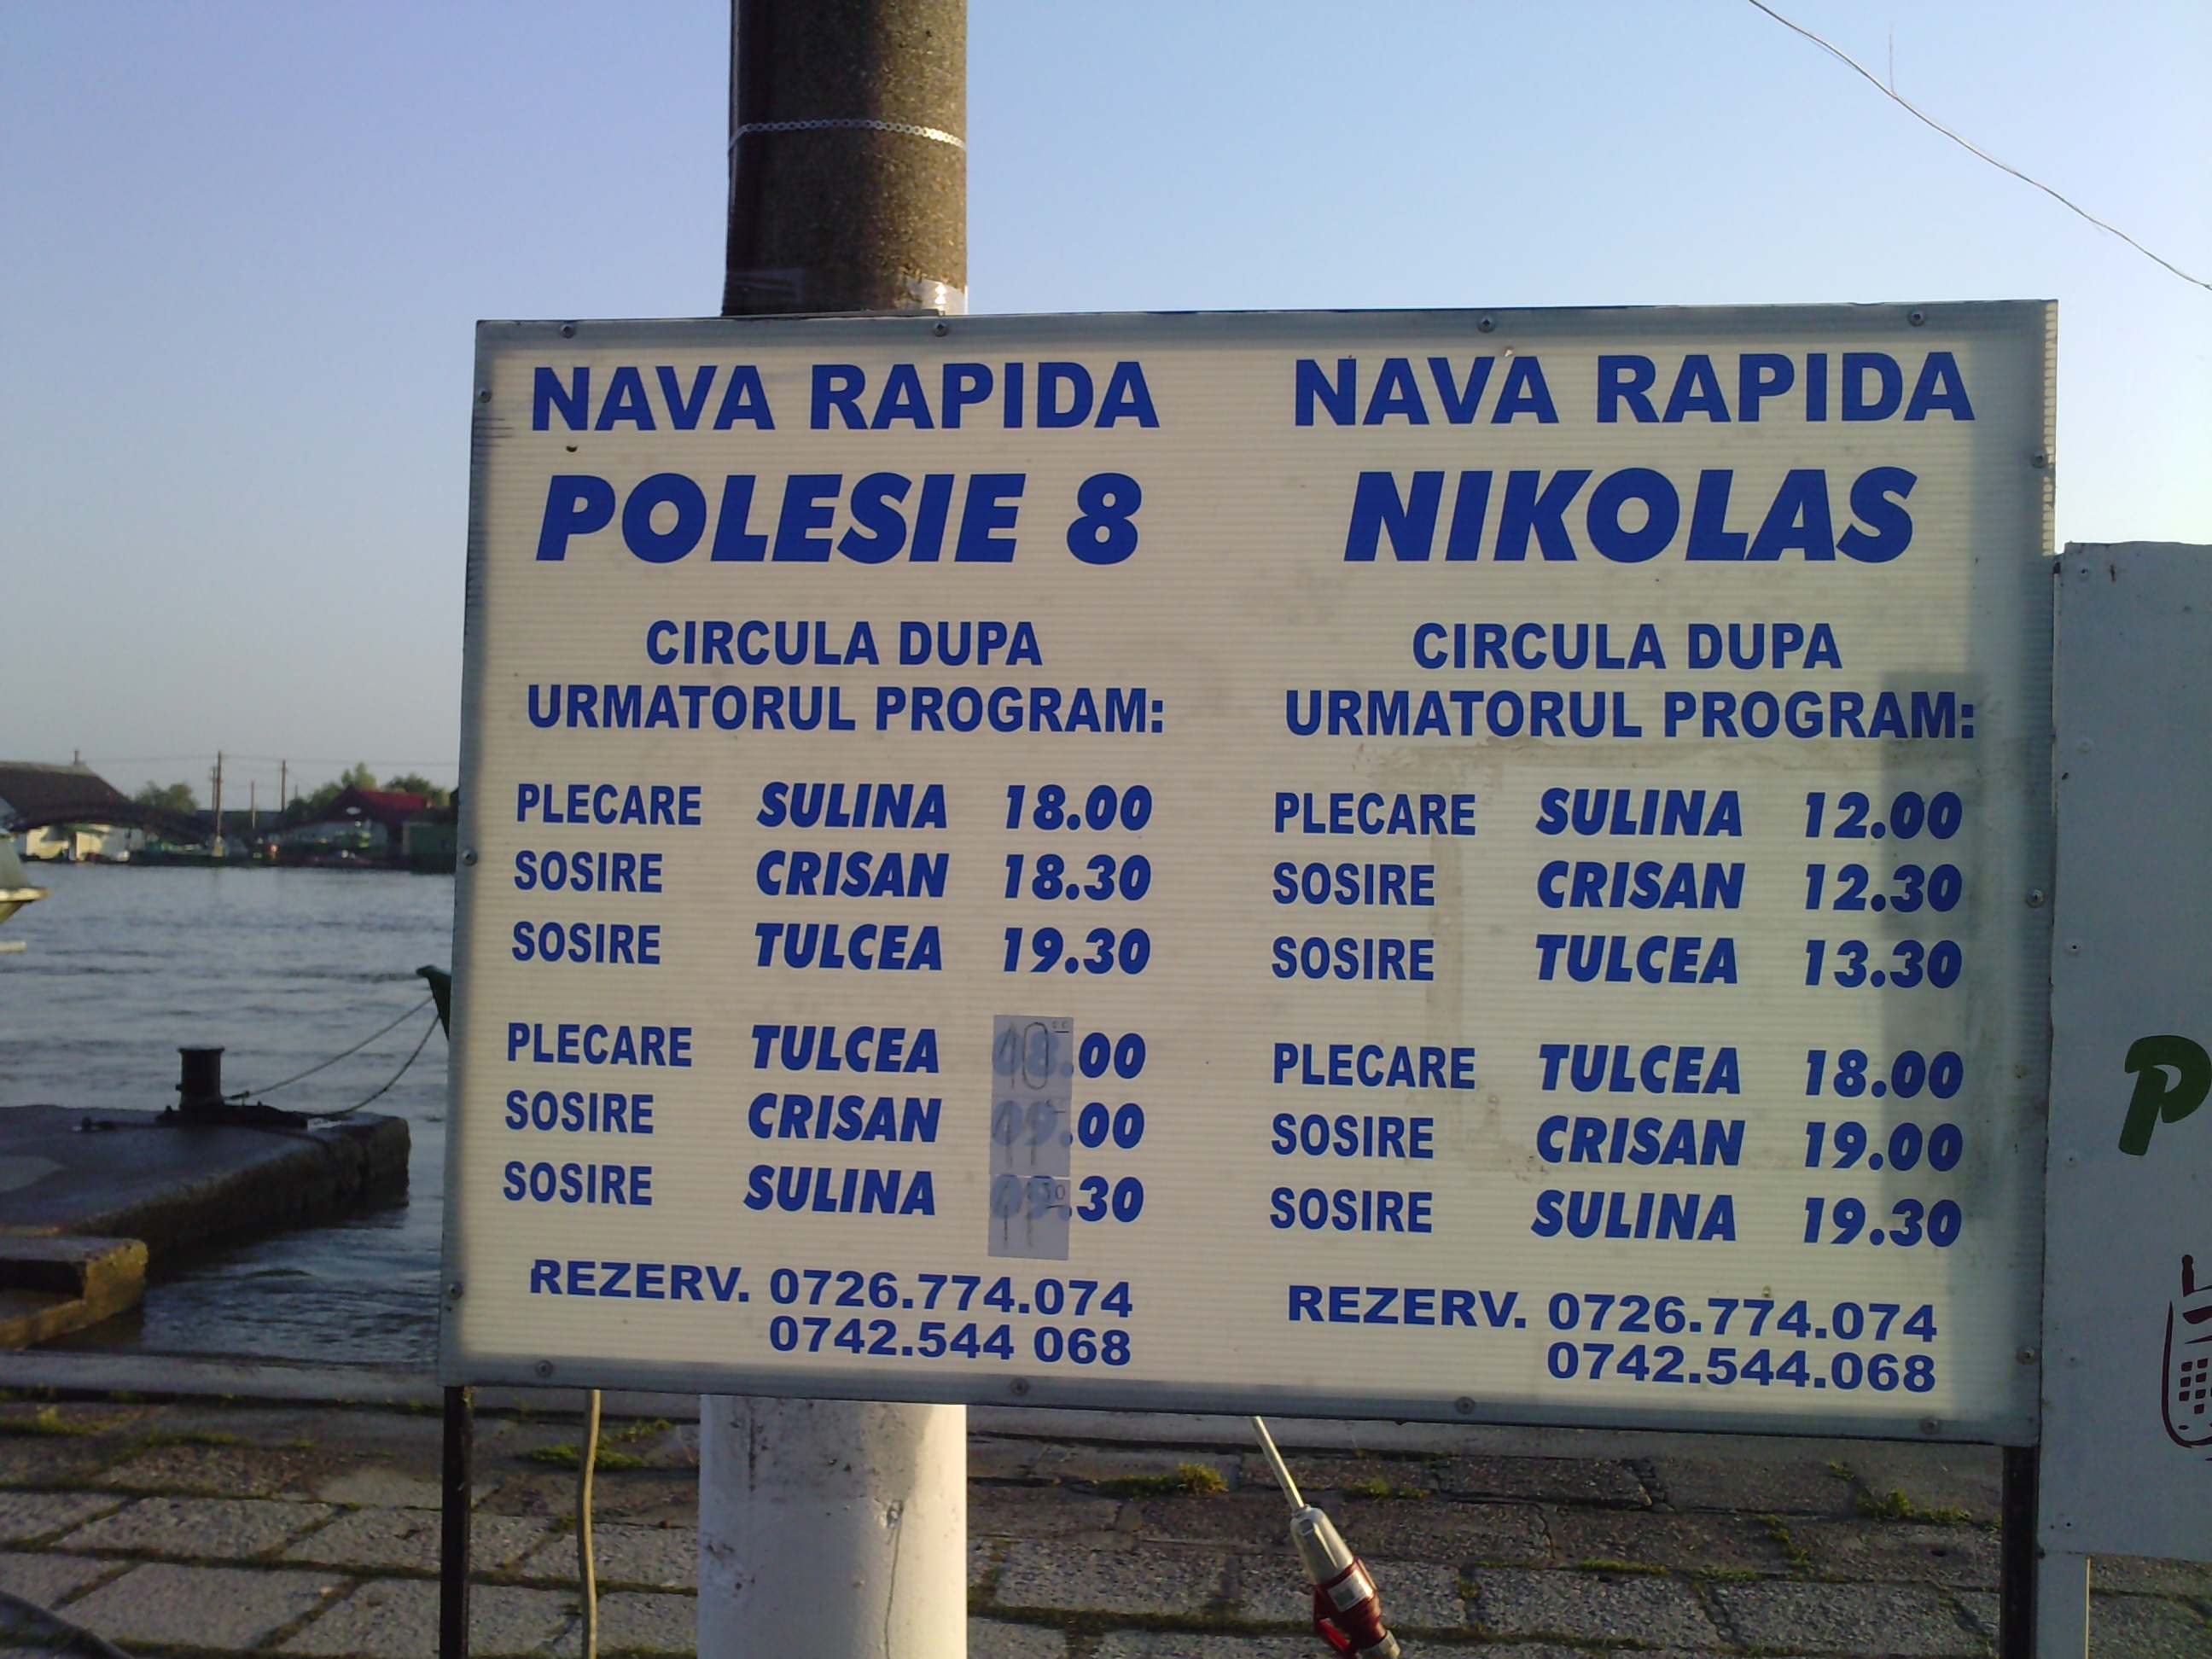 NAVA RAPIDA
POLESIE 8
CIRCULA DUPA
URMATORUL PROGRAM:
PLECARE SULINA 18.00
SOSIRE CRISAN 18.30
SOSIRE TULCEA 19.30
PLECARE TULCEA 10.00
SOSIRE CRISAN 11.00
SOSIRE SULINA 11.30
REZERV. 0726.774.074
0742.544 068
NAVA RAPIDA
NIKOLAS
CIRCULA DUPA
URMATORUL PROGRAM:
PLECARE SULINA 12.00
SOSIRE CRISAN 12.30
SOSIRE TULCEA 13.30
PLECARE TULCEA 18.00
SOSIRE CRISAN 19.00
SOSIRE SULINA 19.30
REZERV. 0726.774.074
0742.544.068
P